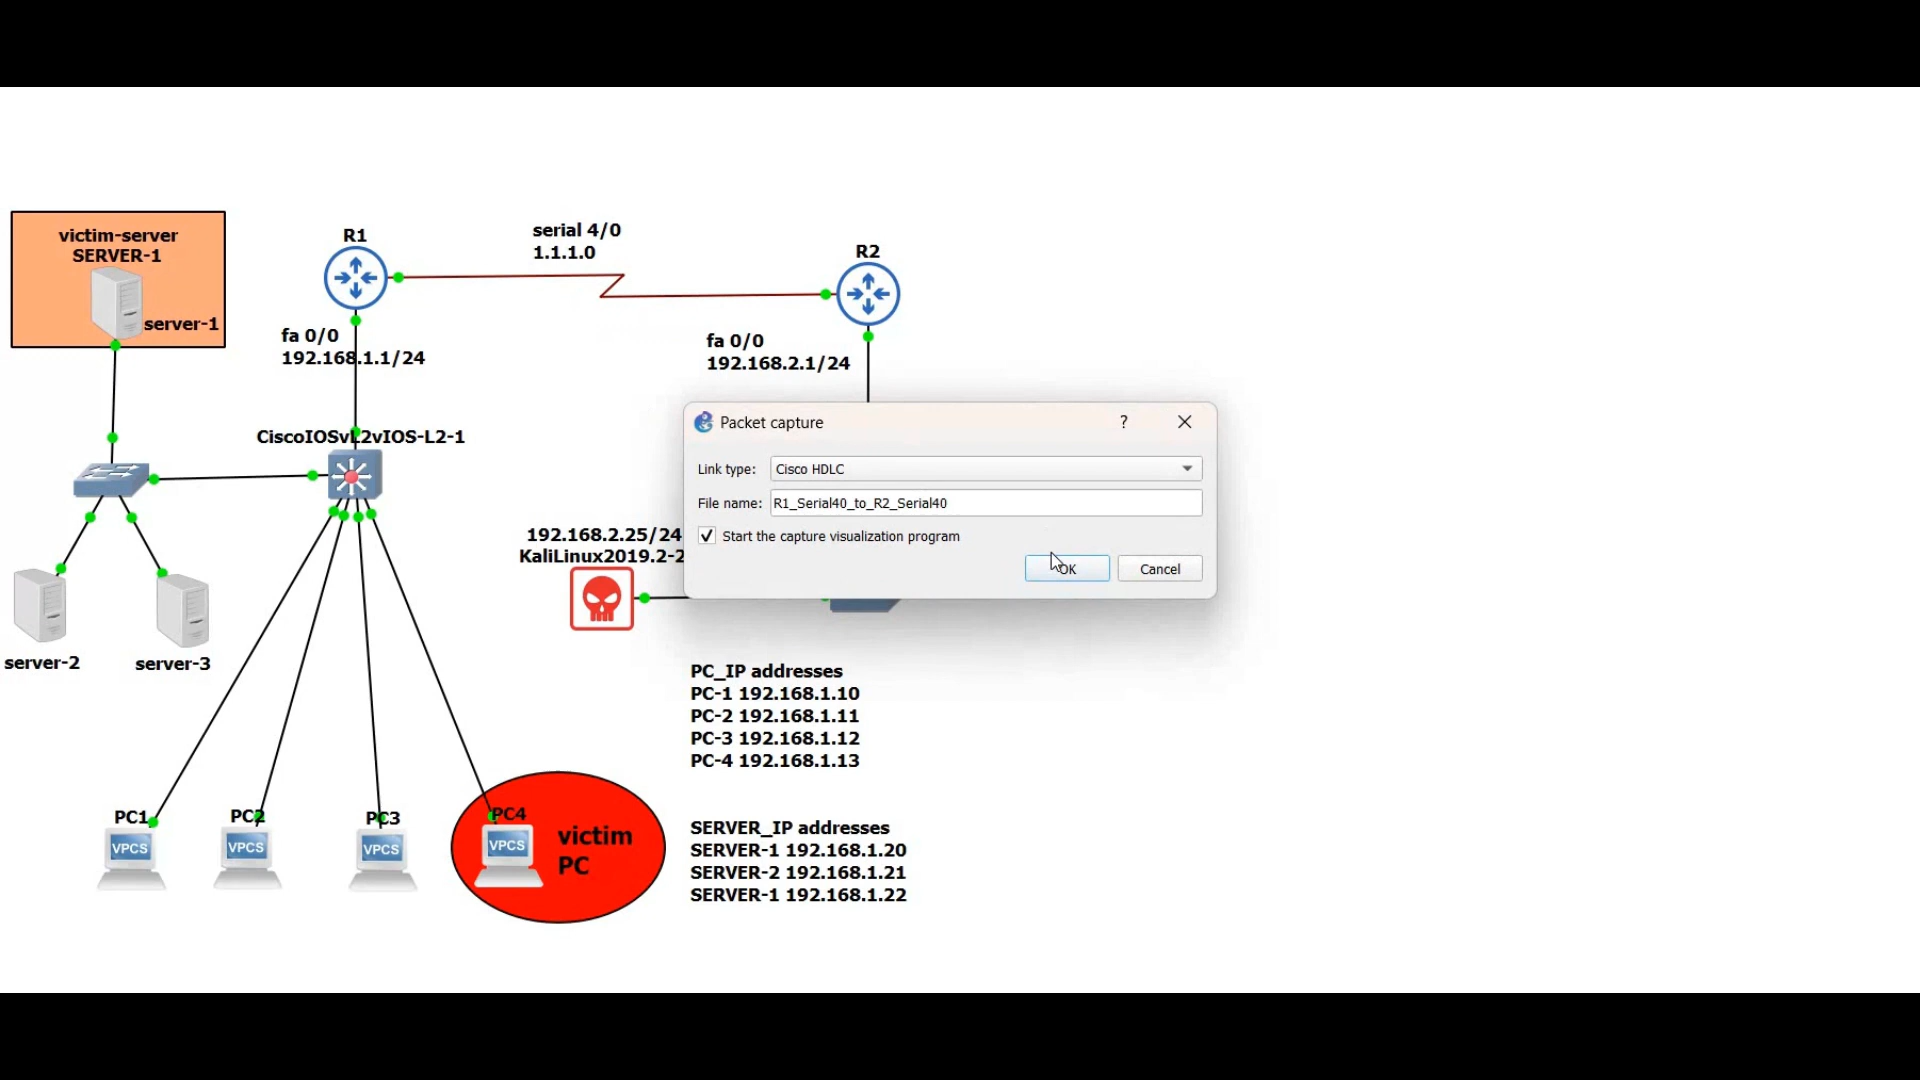 victim-server
SERVER-1
server-1
R1
serial 4/0
1.1.1.0
R2
fa 0/0
192.168.1.1/24
fa 0/0
192.168.2.1/24
CiscoIOSvL2vIOS-L2-1
Packet capture
?
Link type:
Cisco HDLC
File name:
R1_Serial40_to_R2_Serial40
Start the capture visualization program
OK
Cancel
192.168.2.25/24
KaliLinux2019.2-2
server-2
server-3
PC_IP addresses
PC-1 192.168.1.10
PC-2 192.168.1.11
PC-3 192.168.1.12
PC-4 192.168.1.13
PC1
VPCS
PC2
VPCS
PC3
VPCS
PC4
VPCS
victim
PC
SERVER_IP addresses
SERVER-1 192.168.1.20
SERVER-2 192.168.1.21
SERVER-1 192.168.1.22